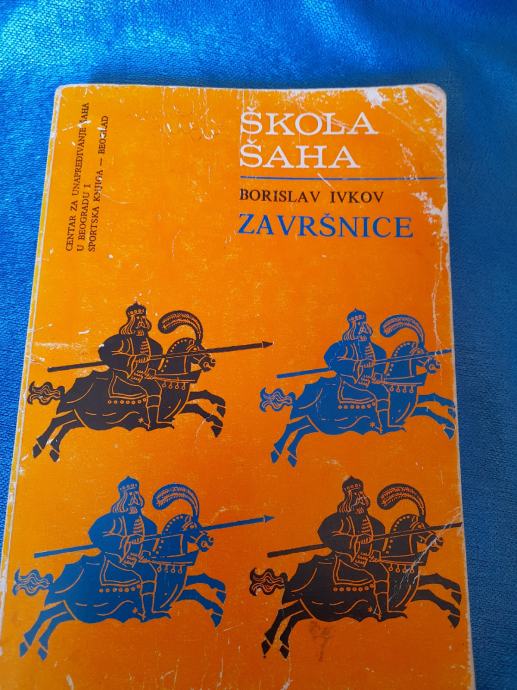 ŠKOLA
ŠAHA
BORISLAV IVKOV
ZAVRŠNICE
CENTAR ZA UNAPREĐIVANJE ŠAHA
U BEOGRADU I
SPORTSKA KNJIGA — BEOGRAD